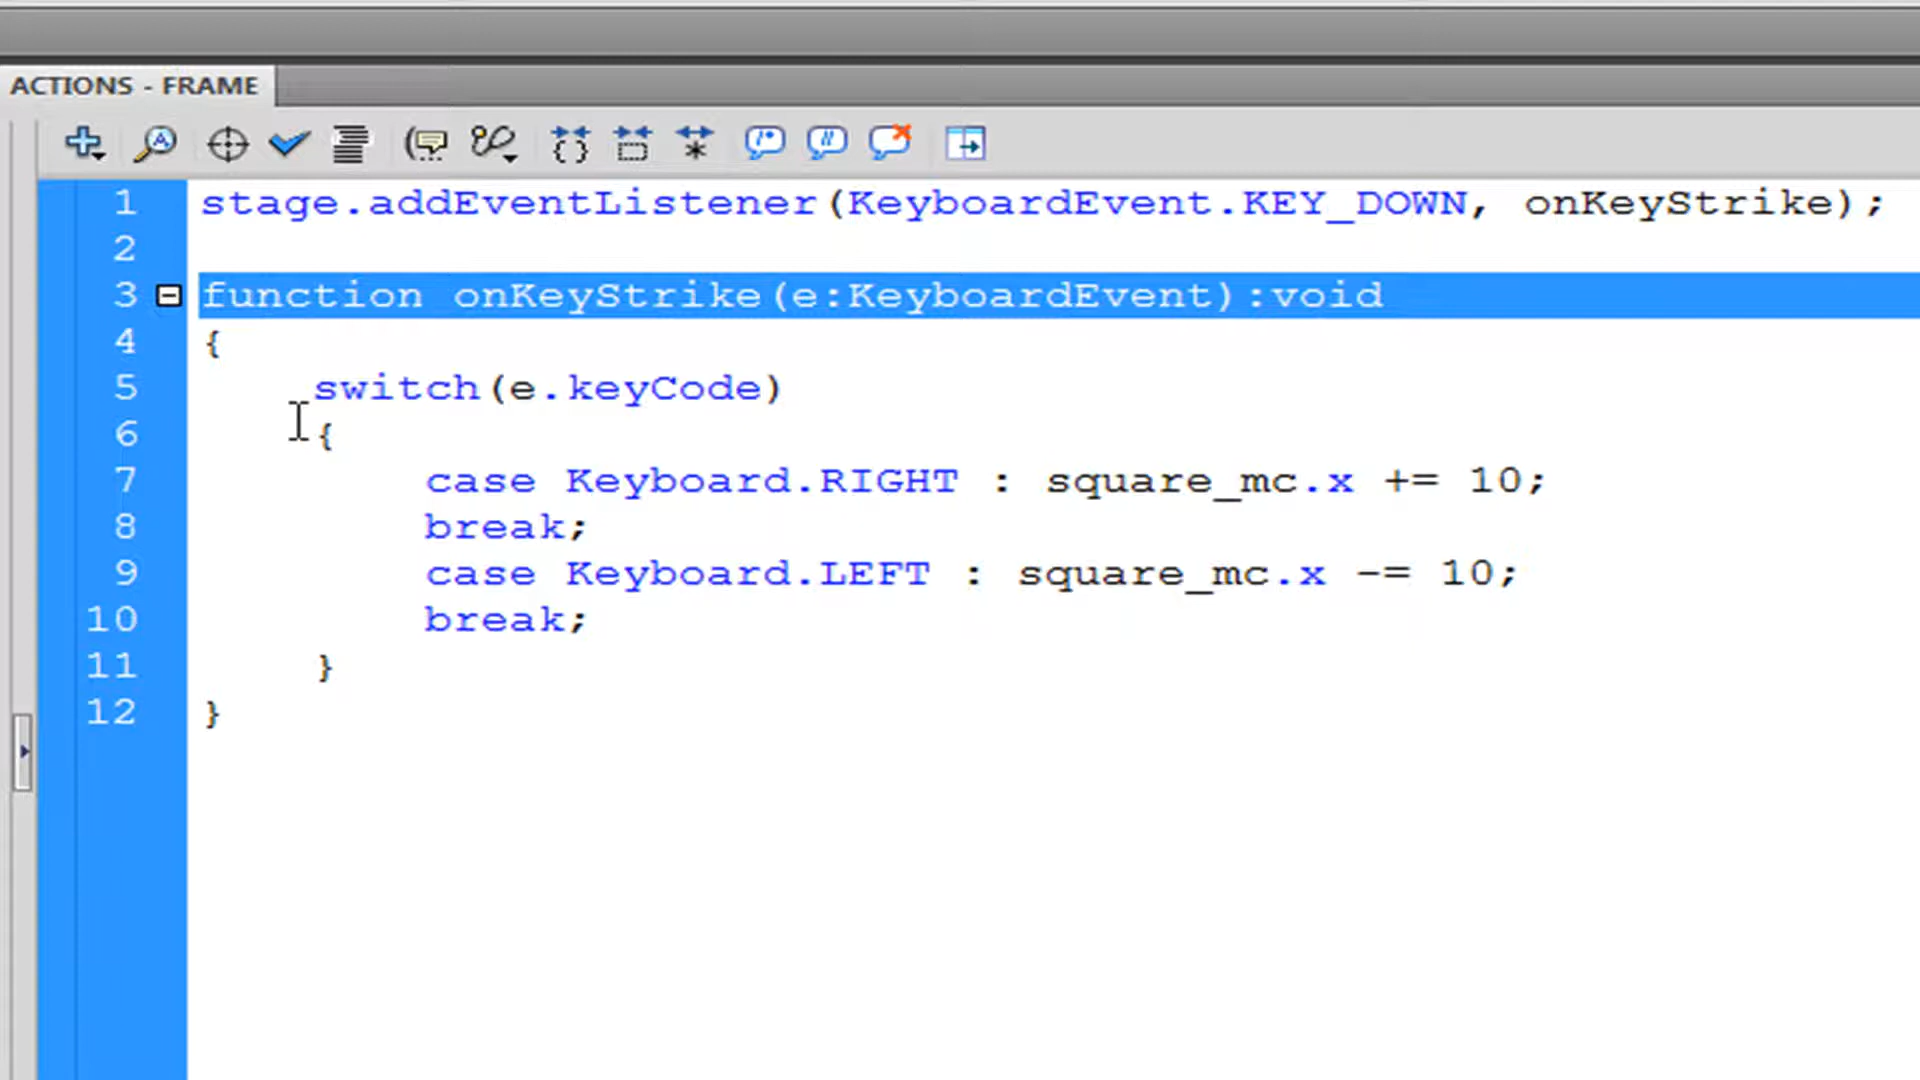 ACTIONS - FRAME
1 stage.addEventListener(KeyboardEvent.KEY_DOWN, onKeyStrike);
2
3 function onKeyStrike(e:KeyboardEvent):void
4 {
5 switch(e.keyCode)
6 {
7 case Keyboard.RIGHT : square_mc.x += 10;
8 break;
9 case Keyboard.LEFT : square_mc.x -= 10;
10 break;
11 }
12 }